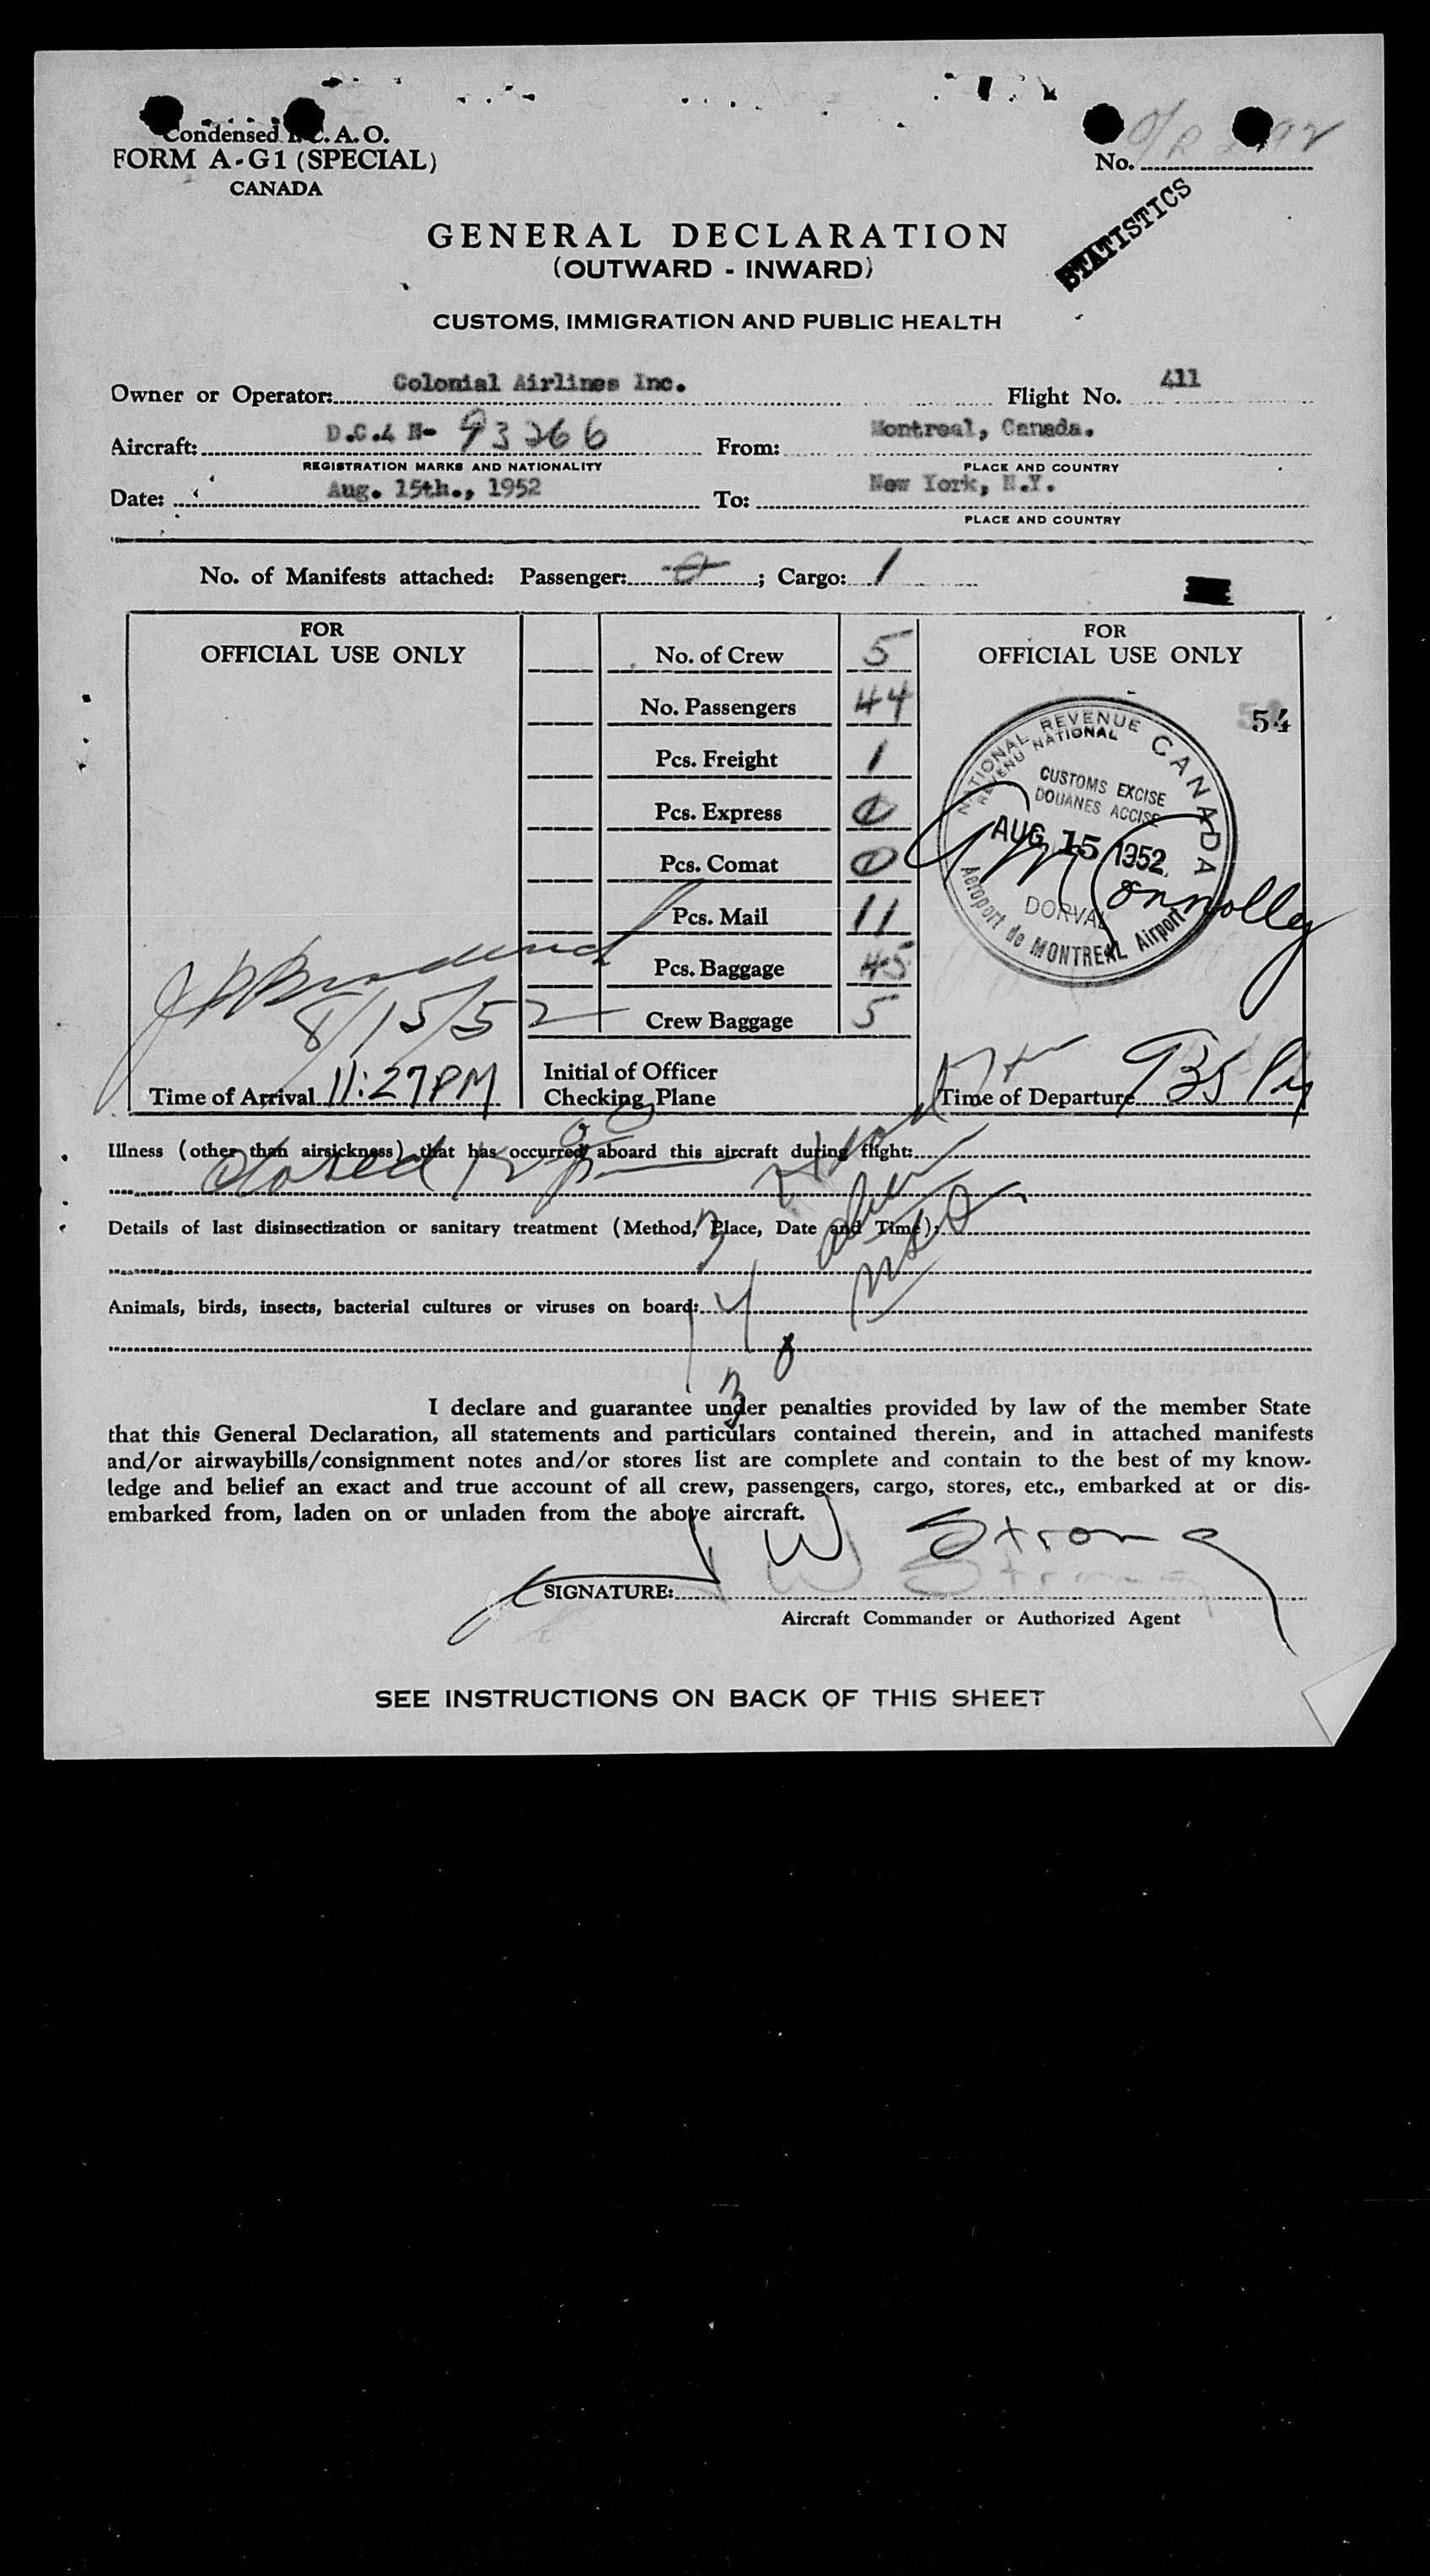 Condensed I.C.A.O.
FORM A-G1 (SPECIAL)
CANADA
No.
STATISTICS
GENERAL DECLARATION
(OUTWARD - INWARD)
CUSTOMS, IMMIGRATION AND PUBLIC HEALTH
Owner or Operator: Colonial Airlines Inc. Flight No. 411
Aircraft: D.C.4 N- 93266 From: Montreal, Canada.
REGISTRATION MARKS AND NATIONALITY PLACE AND COUNTRY
Date: Aug. 15th., 1952 To: New York, N.Y.
PLACE AND COUNTRY
No. of Manifests attached: Passenger: 0; Cargo: 1
FOR
OFFICIAL USE ONLY
8/15/52
Time of Arrival 11:27PM
No. of Crew 5
No. Passengers 44
Pcs. Freight 1
Pcs. Express 0
Pcs. Comat 0
Pcs. Mail 11
Pcs. Baggage 45
Crew Baggage 5
Initial of Officer
Checking Plane
FOR
OFFICIAL USE ONLY
54
NATIONAL REVENUE CANADA
REVENU NATIONAL
CUSTOMS EXCISE
DOUANES ACCISE
AUG 15 1952
DORVAL
Aeroport de MONTREAL Airport
G M Connolly
Time of Departure 935 PM
Illness (other than airsickness) that has occurred aboard this aircraft during flight:
Details of last disinsectization or sanitary treatment (Method, Place, Date and Time):
Animals, birds, insects, bacterial cultures or viruses on board:
I declare and guarantee under penalties provided by law of the member State
that this General Declaration, all statements and particulars contained therein, and in attached manifests
and/or airwaybills/consignment notes and/or stores list are complete and contain to the best of my know-
ledge and belief an exact and true account of all crew, passengers, cargo, stores, etc., embarked at or dis-
embarked from, laden on or unladen from the above aircraft.
SIGNATURE: J W Strong
Aircraft Commander or Authorized Agent
SEE INSTRUCTIONS ON BACK OF THIS SHEET